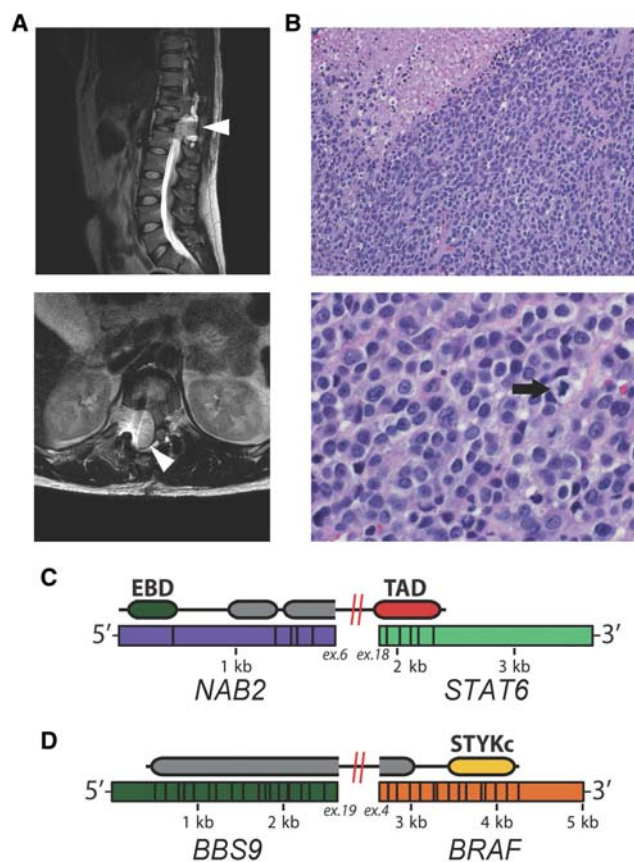 A
B
C
EBD TAD
5′ 3′
ex.6 ex.18
1 kb 2 kb 3 kb
NAB2 STAT6
D
STYKc
5′ 3′
ex.19 ex.4
1 kb 2 kb 3 kb 4 kb 5 kb
BBS9 BRAF